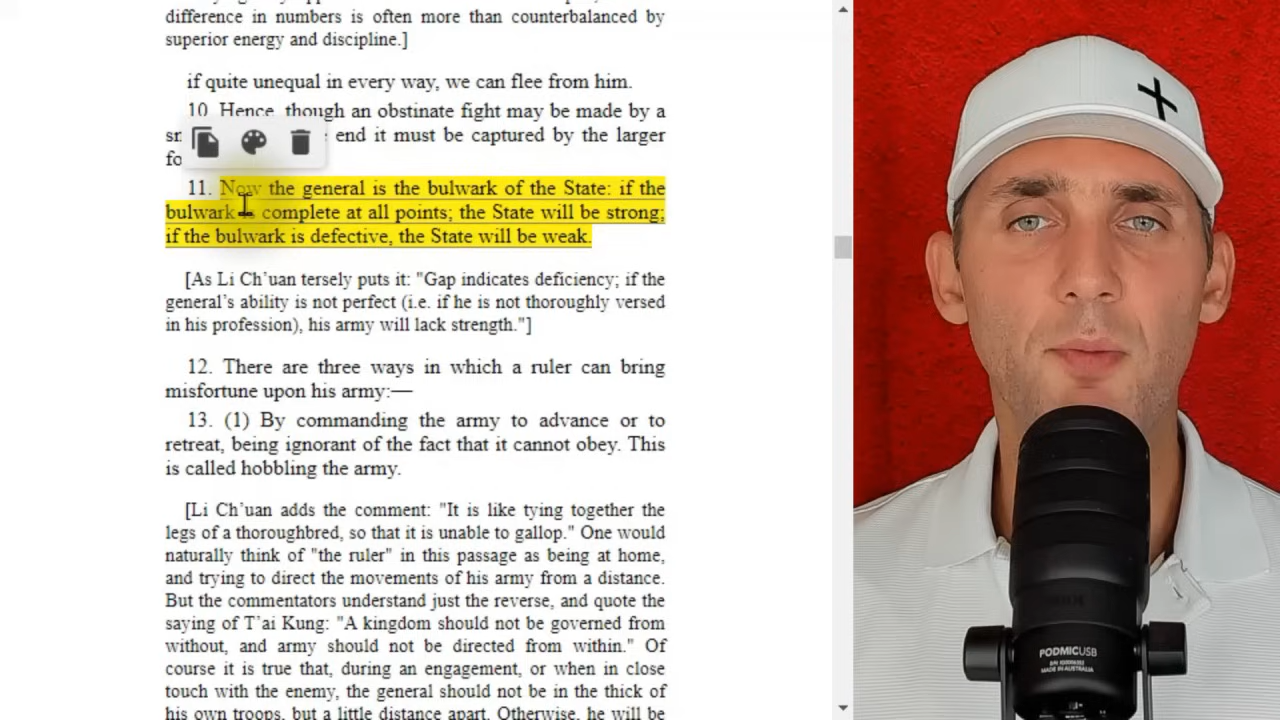 difference in numbers is often more than counterbalanced by
superior energy and discipline.]
if quite unequal in every way, we can flee from him.
10. Hence, though an obstinate fight may be made by a
end it must be captured by the larger
11. Now the general is the bulwark of the State: if the
bulwark is complete at all points; the State will be strong;
if the bulwark is defective, the State will be weak.
[As Li Ch’uan tersely puts it: "Gap indicates deficiency; if the
general’s ability is not perfect (i.e. if he is not thoroughly versed
in his profession), his army will lack strength."]
12. There are three ways in which a ruler can bring
misfortune upon his army:—
13. (1) By commanding the army to advance or to
retreat, being ignorant of the fact that it cannot obey. This
is called hobbling the army.
[Li Ch’uan adds the comment: "It is like tying together the
legs of a thoroughbred, so that it is unable to gallop." One would
naturally think of "the ruler" in this passage as being at home,
and trying to direct the movements of his army from a distance.
But the commentators understand just the reverse, and quote the
saying of T’ai Kung: "A kingdom should not be governed from
without, and army should not be directed from within." Of
course it is true that, during an engagement, or when in close
touch with the enemy, the general should not be in the thick of
his own troops, but a little distance apart. Otherwise, he will be
PODMICUSB
MADE IN AUSTRALIA